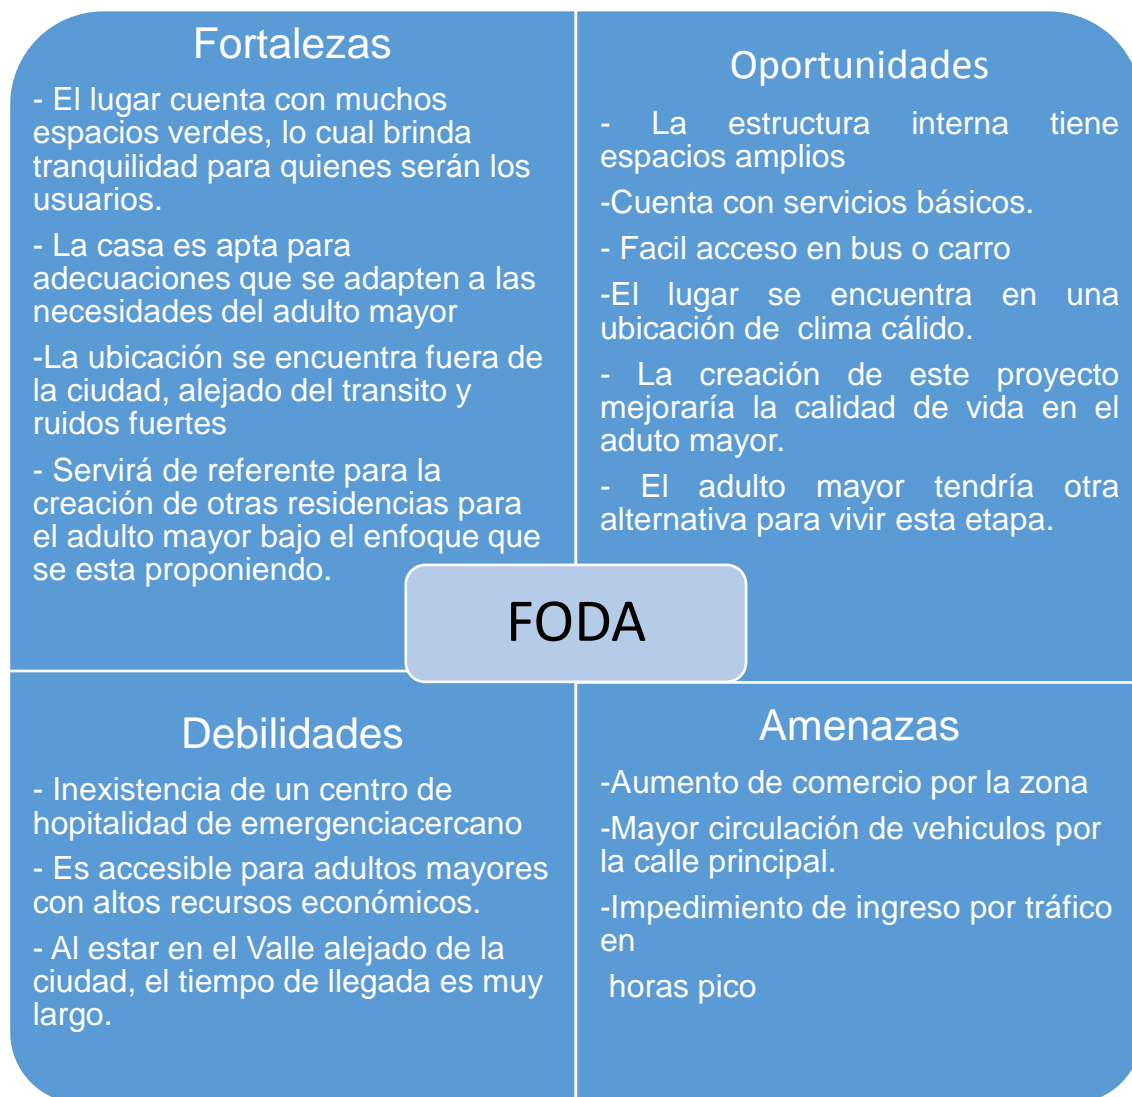 Fortalezas
- El lugar cuenta con muchos
espacios verdes, lo cual brinda
tranquilidad para quienes serán los
usuarios.
- La casa es apta para
adecuaciones que se adapten a las
necesidades del adulto mayor
-La ubicación se encuentra fuera de
la ciudad, alejado del transito y
ruidos fuertes
- Servirá de referente para la
creación de otras residencias para
el adulto mayor bajo el enfoque que
se esta proponiendo.
Oportunidades
- La estructura interna tiene
espacios amplios
-Cuenta con servicios básicos.
- Facil acceso en bus o carro
-El lugar se encuentra en una
ubicación de clima cálido.
- La creación de este proyecto
mejoraría la calidad de vida en el
aduto mayor.
- El adulto mayor tendría otra
alternativa para vivir esta etapa.
FODA
Debilidades
- Inexistencia de un centro de
hopitalidad de emergenciacercano
- Es accesible para adultos mayores
con altos recursos económicos.
- Al estar en el Valle alejado de la
ciudad, el tiempo de llegada es muy
largo.
Amenazas
-Aumento de comercio por la zona
-Mayor circulación de vehiculos por
la calle principal.
-Impedimiento de ingreso por tráfico
en
horas pico